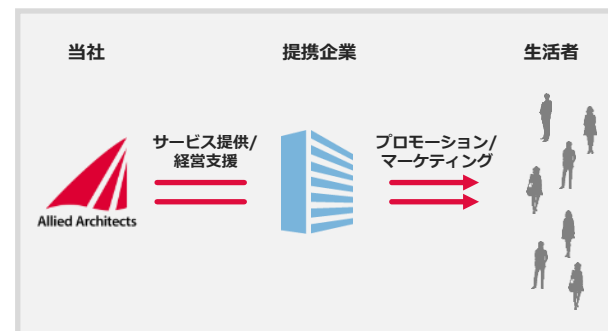 当社
提携企業
生活者
サービス提供/
経営支援
プロモーション/
マーケティング
Allied Architects